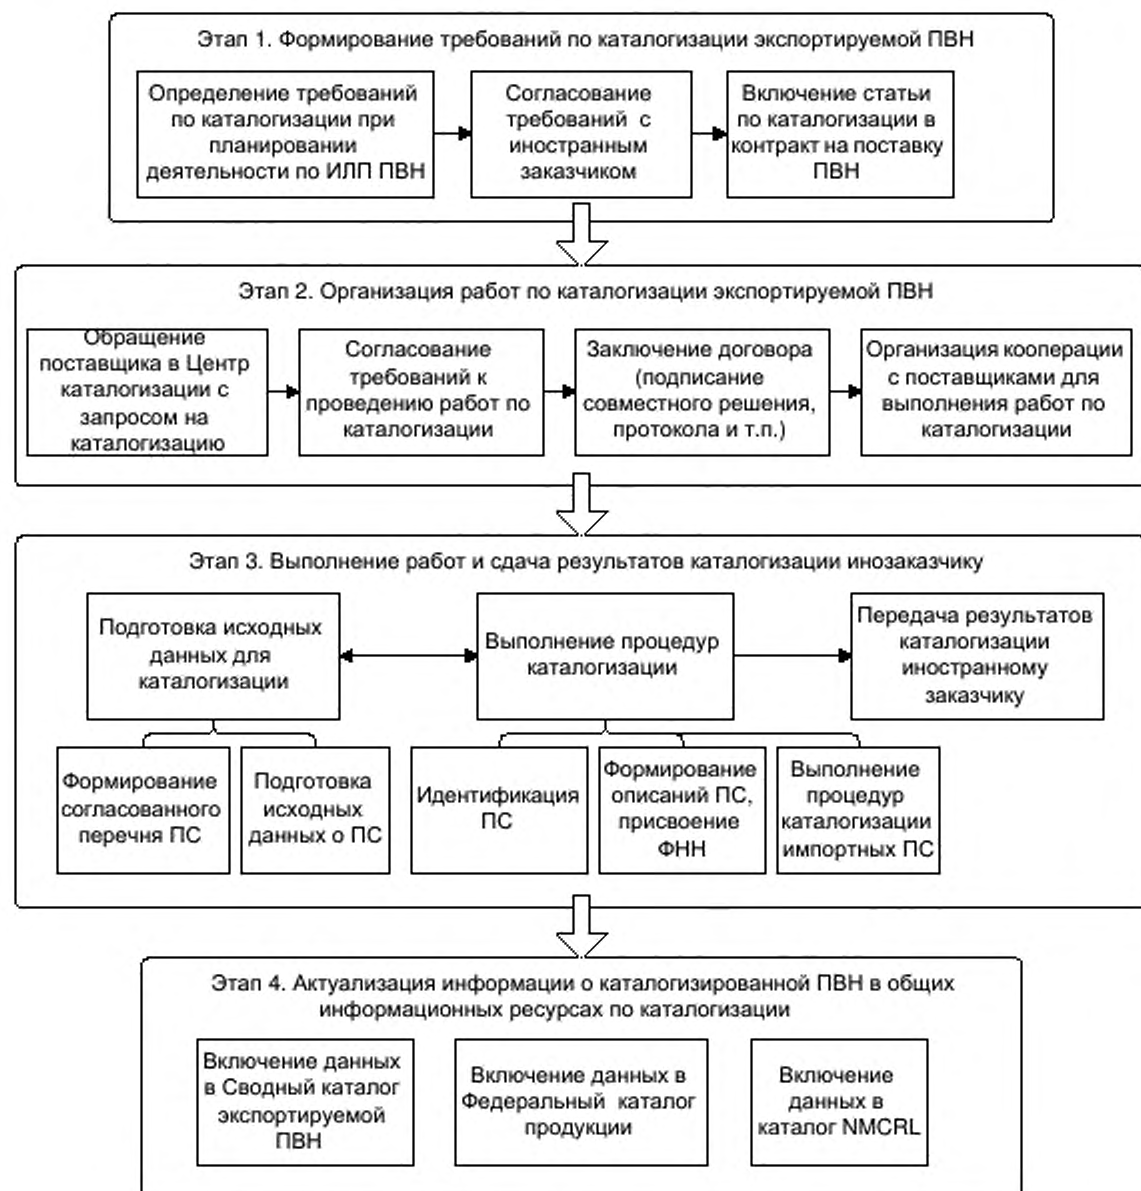 Этап 1. Формирование требований по каталогизации экспортируемой ПВН
Определение требований
по каталогизации при
планировании
деятельности по ИЛП ПВН
Согласование
требований с
иностранным
заказчиком
Включение статьи
по каталогизации в
контракт на поставку
ПВН
Этап 2. Организация работ по каталогизации экспортируемой ПВН
Обращение
поставщика в Центр
каталогизации с
запросом на
каталогизацию
Согласование
требований к
проведению работ по
каталогизации
Заключение договора
(подписание
совместного решения,
протокола и т.п.)
Организация кооперации
с поставщиками для
выполнения работ по
каталогизации
Этап 3. Выполнение работ и сдача результатов каталогизации инозаказчику
Подготовка исходных
данных для
каталогизации
Выполнение процедур
каталогизации
Передача результатов
каталогизации
иностранному
заказчику
Формирование
согласованного
перечня ПС
Подготовка
исходных
данных о ПС
Идентификация
ПС
Формирование
описаний ПС,
присвоение
ФНН
Выполнение
процедур
каталогизации
импортных ПС
Этап 4. Актуализация информации о каталогизированной ПВН в общих
информационных ресурсах по каталогизации
Включение данных
в Сводный каталог
экспортируемой
ПВН
Включение данных в
Федеральный каталог
продукции
Включение
данных в
каталог NMCRL